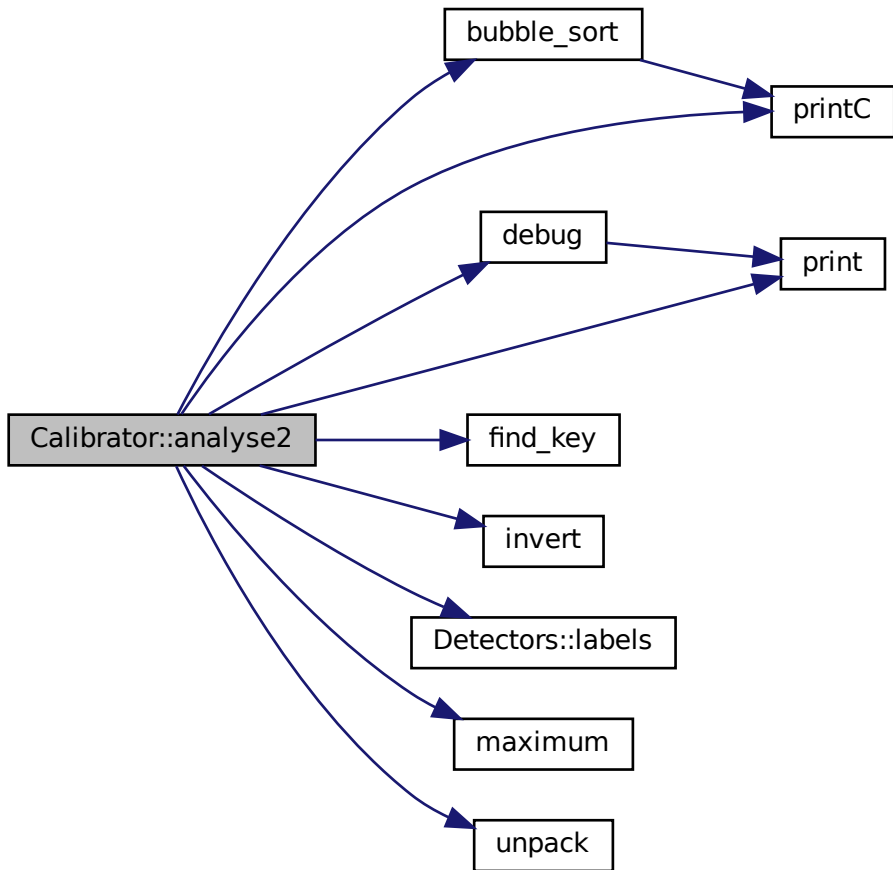 bubble_sort
printC
debug
print
Calibrator::analyse2
find_key
invert
Detectors::labels
maximum
unpack